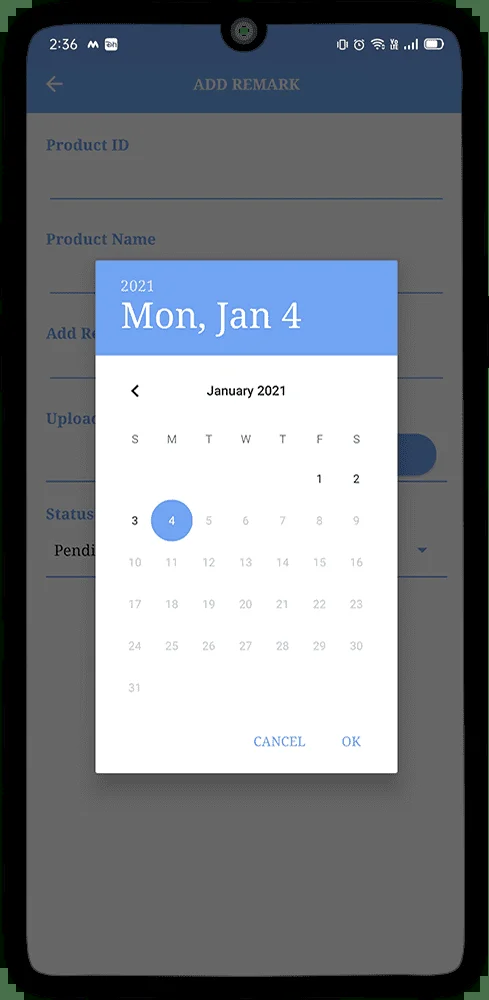 2:36
ADD REMARK
Product ID
Product Name
Add Re
Upload
Status
Pendi
2021
Mon, Jan 4
January 2021
S M T W T F S
1 2
3 4 5 6 7 8 9
10 11 12 13 14 15 16
17 18 19 20 21 22 23
24 25 26 27 28 29 30
31
CANCEL OK